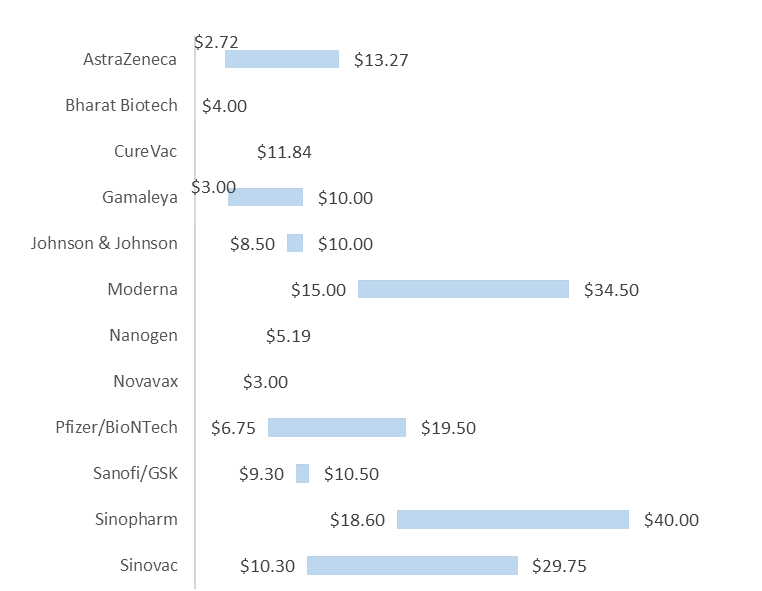 $2.72
AstraZeneca $13.27
Bharat Biotech $4.00
CureVac $11.84
$3.00
Gamaleya $10.00
Johnson & Johnson $8.50 $10.00
Moderna $15.00 $34.50
Nanogen $5.19
Novavax $3.00
Pfizer/BioNTech $6.75 $19.50
Sanofi/GSK $9.30 $10.50
Sinopharm $18.60 $40.00
Sinovac $10.30 $29.75